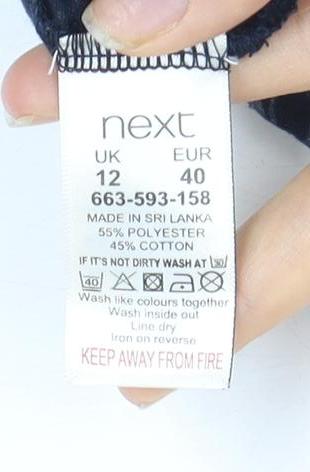 next
UK EUR
12 40
663-593-158
MADE IN SRI LANKA
55% POLYESTER
45% COTTON
IF IT'S NOT DIRTY WASH AT 30
40
Wash like colours together
Wash inside out
Line dry
Iron on reverse
KEEP AWAY FROM FIRE